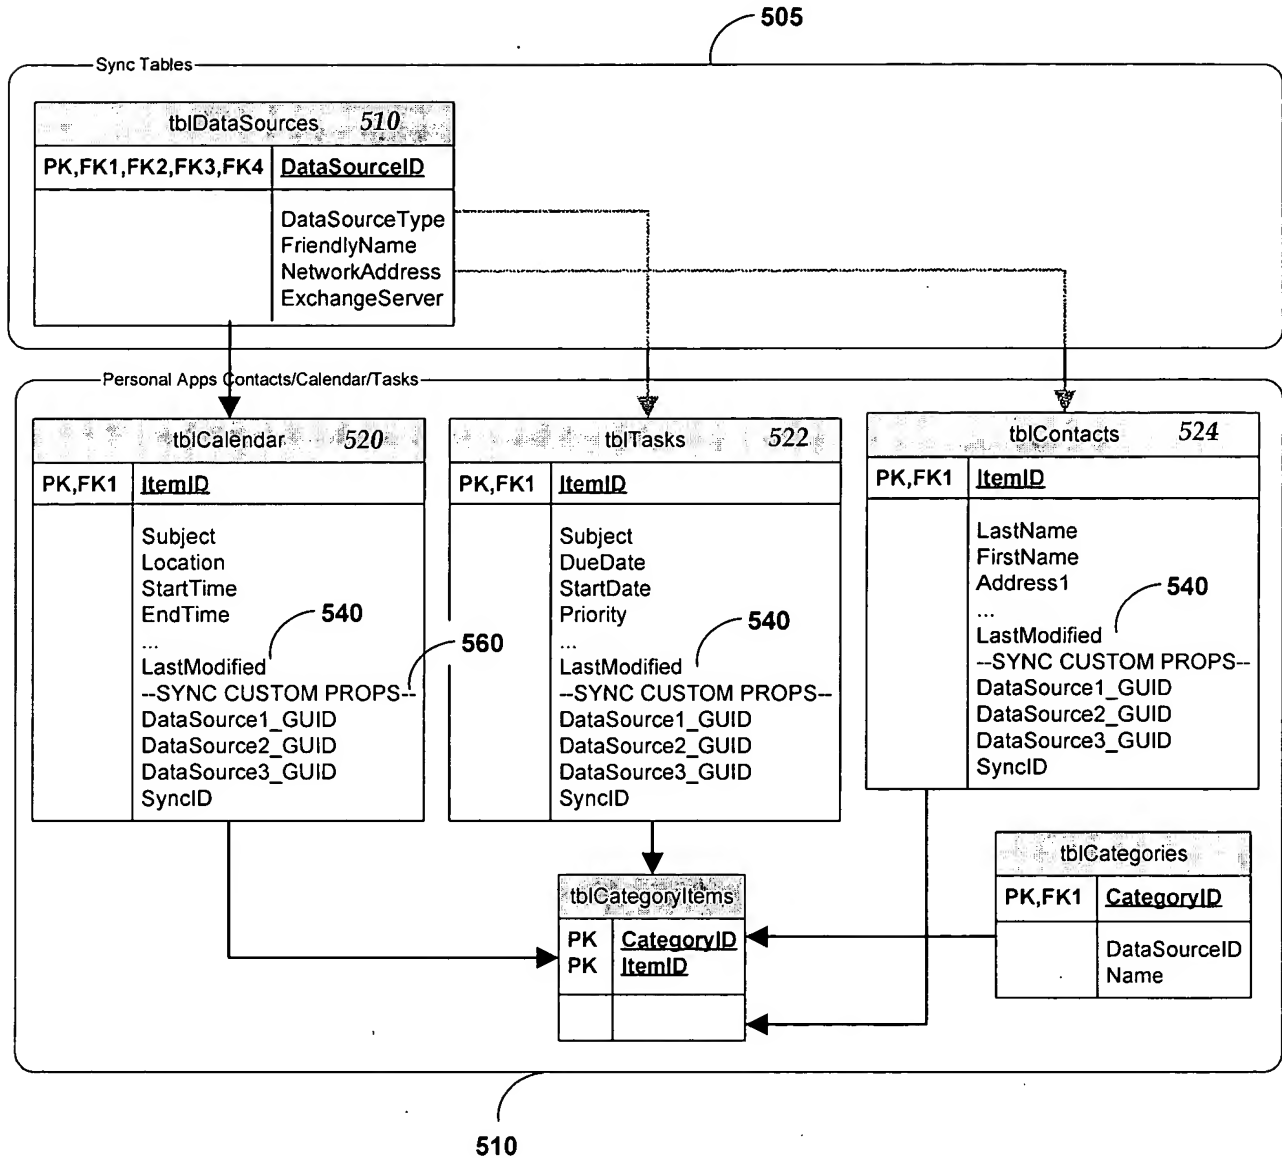 505
Sync Tables
tblDataSources 510
PK,FK1,FK2,FK3,FK4 DataSourceID
DataSourceType
FriendlyName
NetworkAddress
ExchangeServer
Personal Apps Contacts/Calendar/Tasks
tblCalendar 520
PK,FK1 ItemID
Subject
Location
StartTime
EndTime
...
LastModified
--SYNC CUSTOM PROPS--
DataSource1_GUID
DataSource2_GUID
DataSource3_GUID
SyncID
540
560
tblTasks 522
PK,FK1 ItemID
Subject
DueDate
StartDate
Priority
...
LastModified
--SYNC CUSTOM PROPS--
DataSource1_GUID
DataSource2_GUID
DataSource3_GUID
SyncID
540
tblContacts 524
PK,FK1 ItemID
LastName
FirstName
Address1
...
LastModified
--SYNC CUSTOM PROPS--
DataSource1_GUID
DataSource2_GUID
DataSource3_GUID
SyncID
540
tblCategoryItems
PK CategoryID
PK ItemID
tblCategories
PK,FK1 CategoryID
DataSourceID
Name
510